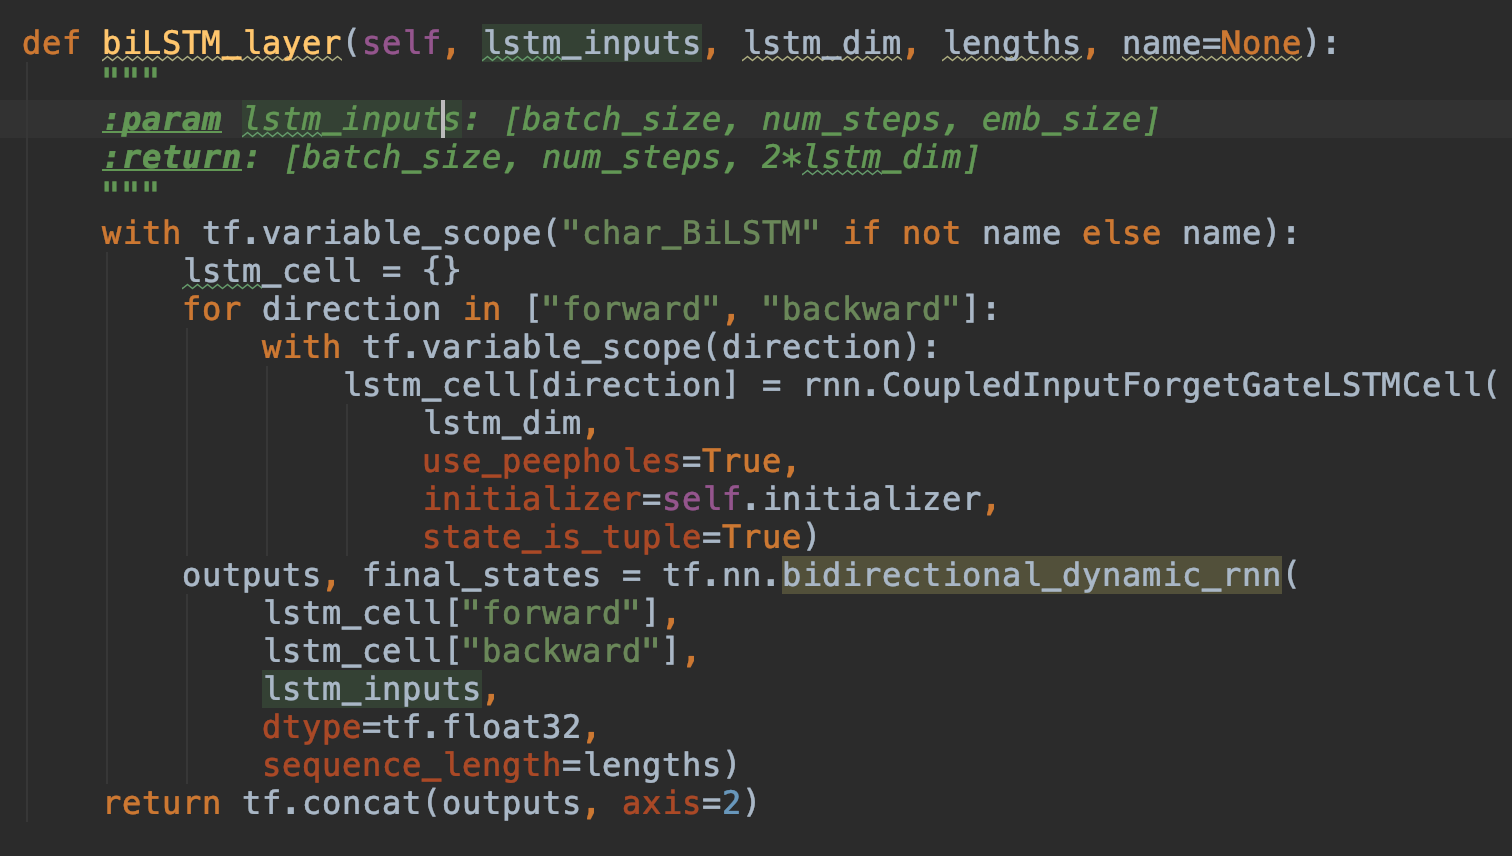 def biLSTM_layer(self, lstm_inputs, lstm_dim, lengths, name=None):
    """
    :param lstm_inputs: [batch_size, num_steps, emb_size]
    :return: [batch_size, num_steps, 2*lstm_dim]
    """
    with tf.variable_scope("char_BiLSTM" if not name else name):
        lstm_cell = {}
        for direction in ["forward", "backward"]:
            with tf.variable_scope(direction):
                lstm_cell[direction] = rnn.CoupledInputForgetGateLSTMCell(
                    lstm_dim,
                    use_peepholes=True,
                    initializer=self.initializer,
                    state_is_tuple=True)
        outputs, final_states = tf.nn.bidirectional_dynamic_rnn(
            lstm_cell["forward"],
            lstm_cell["backward"],
            lstm_inputs,
            dtype=tf.float32,
            sequence_length=lengths)
    return tf.concat(outputs, axis=2)